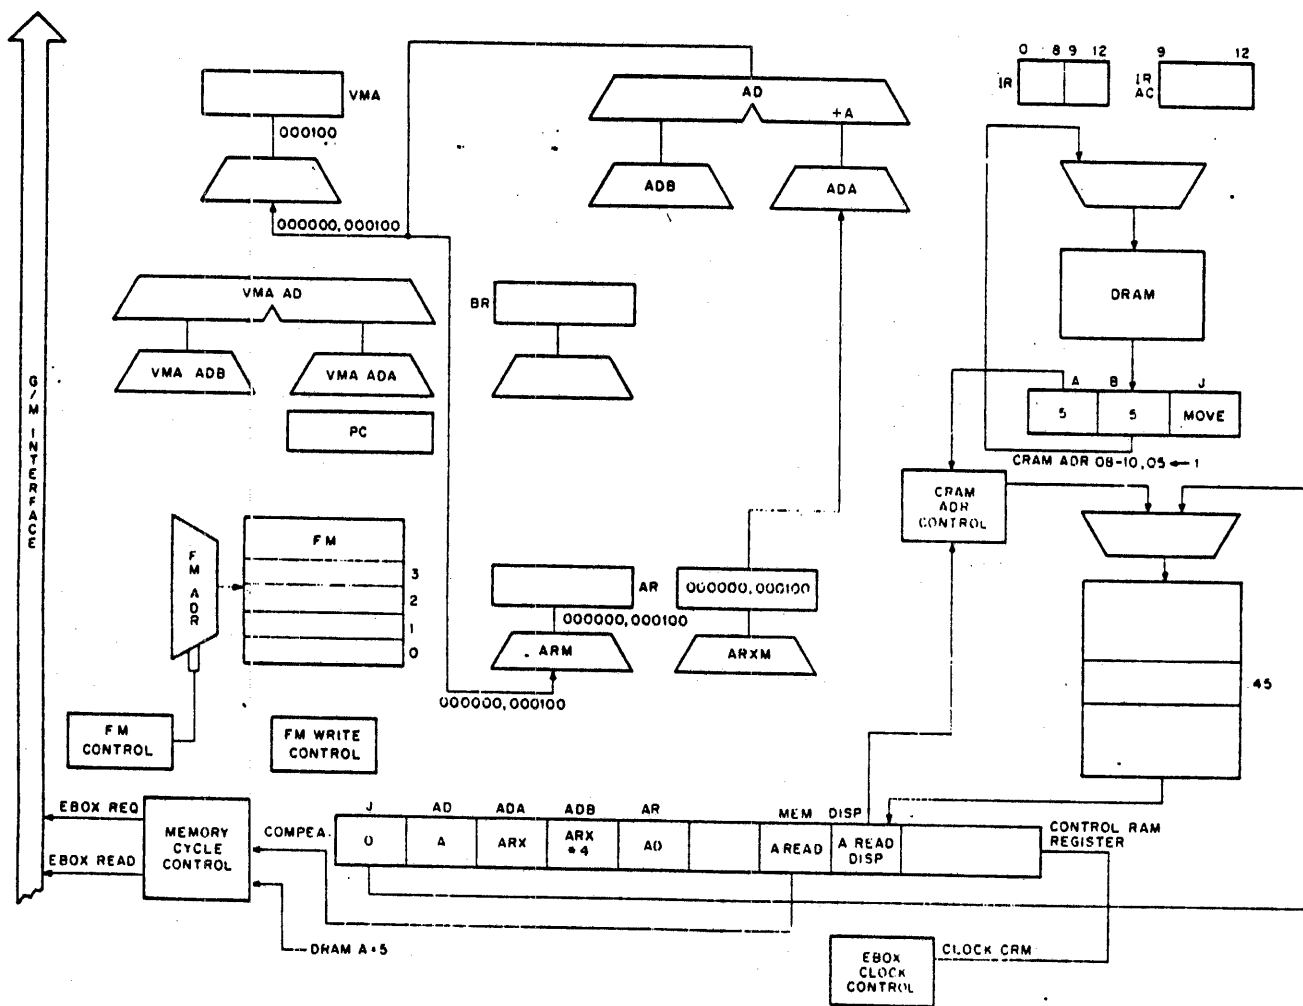 0 8 9 12
9 12
IR
IR AC
VMA
AD
+A
000100
ADB
ADA
000000,000100
DRAM
VMA AD
BR
VMA ADB
VMA ADA
A B J
5 5 MOVE
PC
CRAM ADR 08-10,05 ← 1
CRAM ADR CONTROL
/M INTERFACE
FM ADR
FM
3
2
1
0
AR
000000,000100
000000,000100
ARM
ARXM
45
000000,000100
FM CONTROL
FM WRITE CONTROL
J AD ADA ADB AR MEM DISP
EBOX REQ
MEMORY CYCLE CONTROL
COMPEA.
0 A ARX ARX *4 AD A READ A READ DISP
CONTROL RAM REGISTER
EBOX READ
DRAM A=5
EBOX CLOCK CONTROL
CLOCK CRM